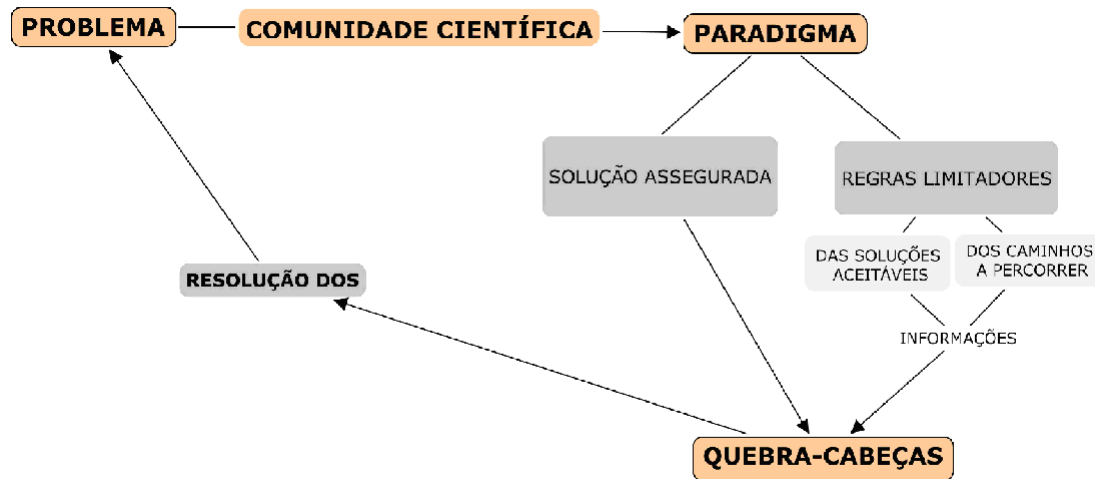 PROBLEMA
COMUNIDADE CIENTÍFICA
PARADIGMA
SOLUÇÃO ASSEGURADA
REGRAS LIMITADORES
DAS SOLUÇÕES
ACEITÁVEIS
DOS CAMINHOS
A PERCORRER
RESOLUÇÃO DOS
INFORMAÇÕES
QUEBRA-CABEÇAS